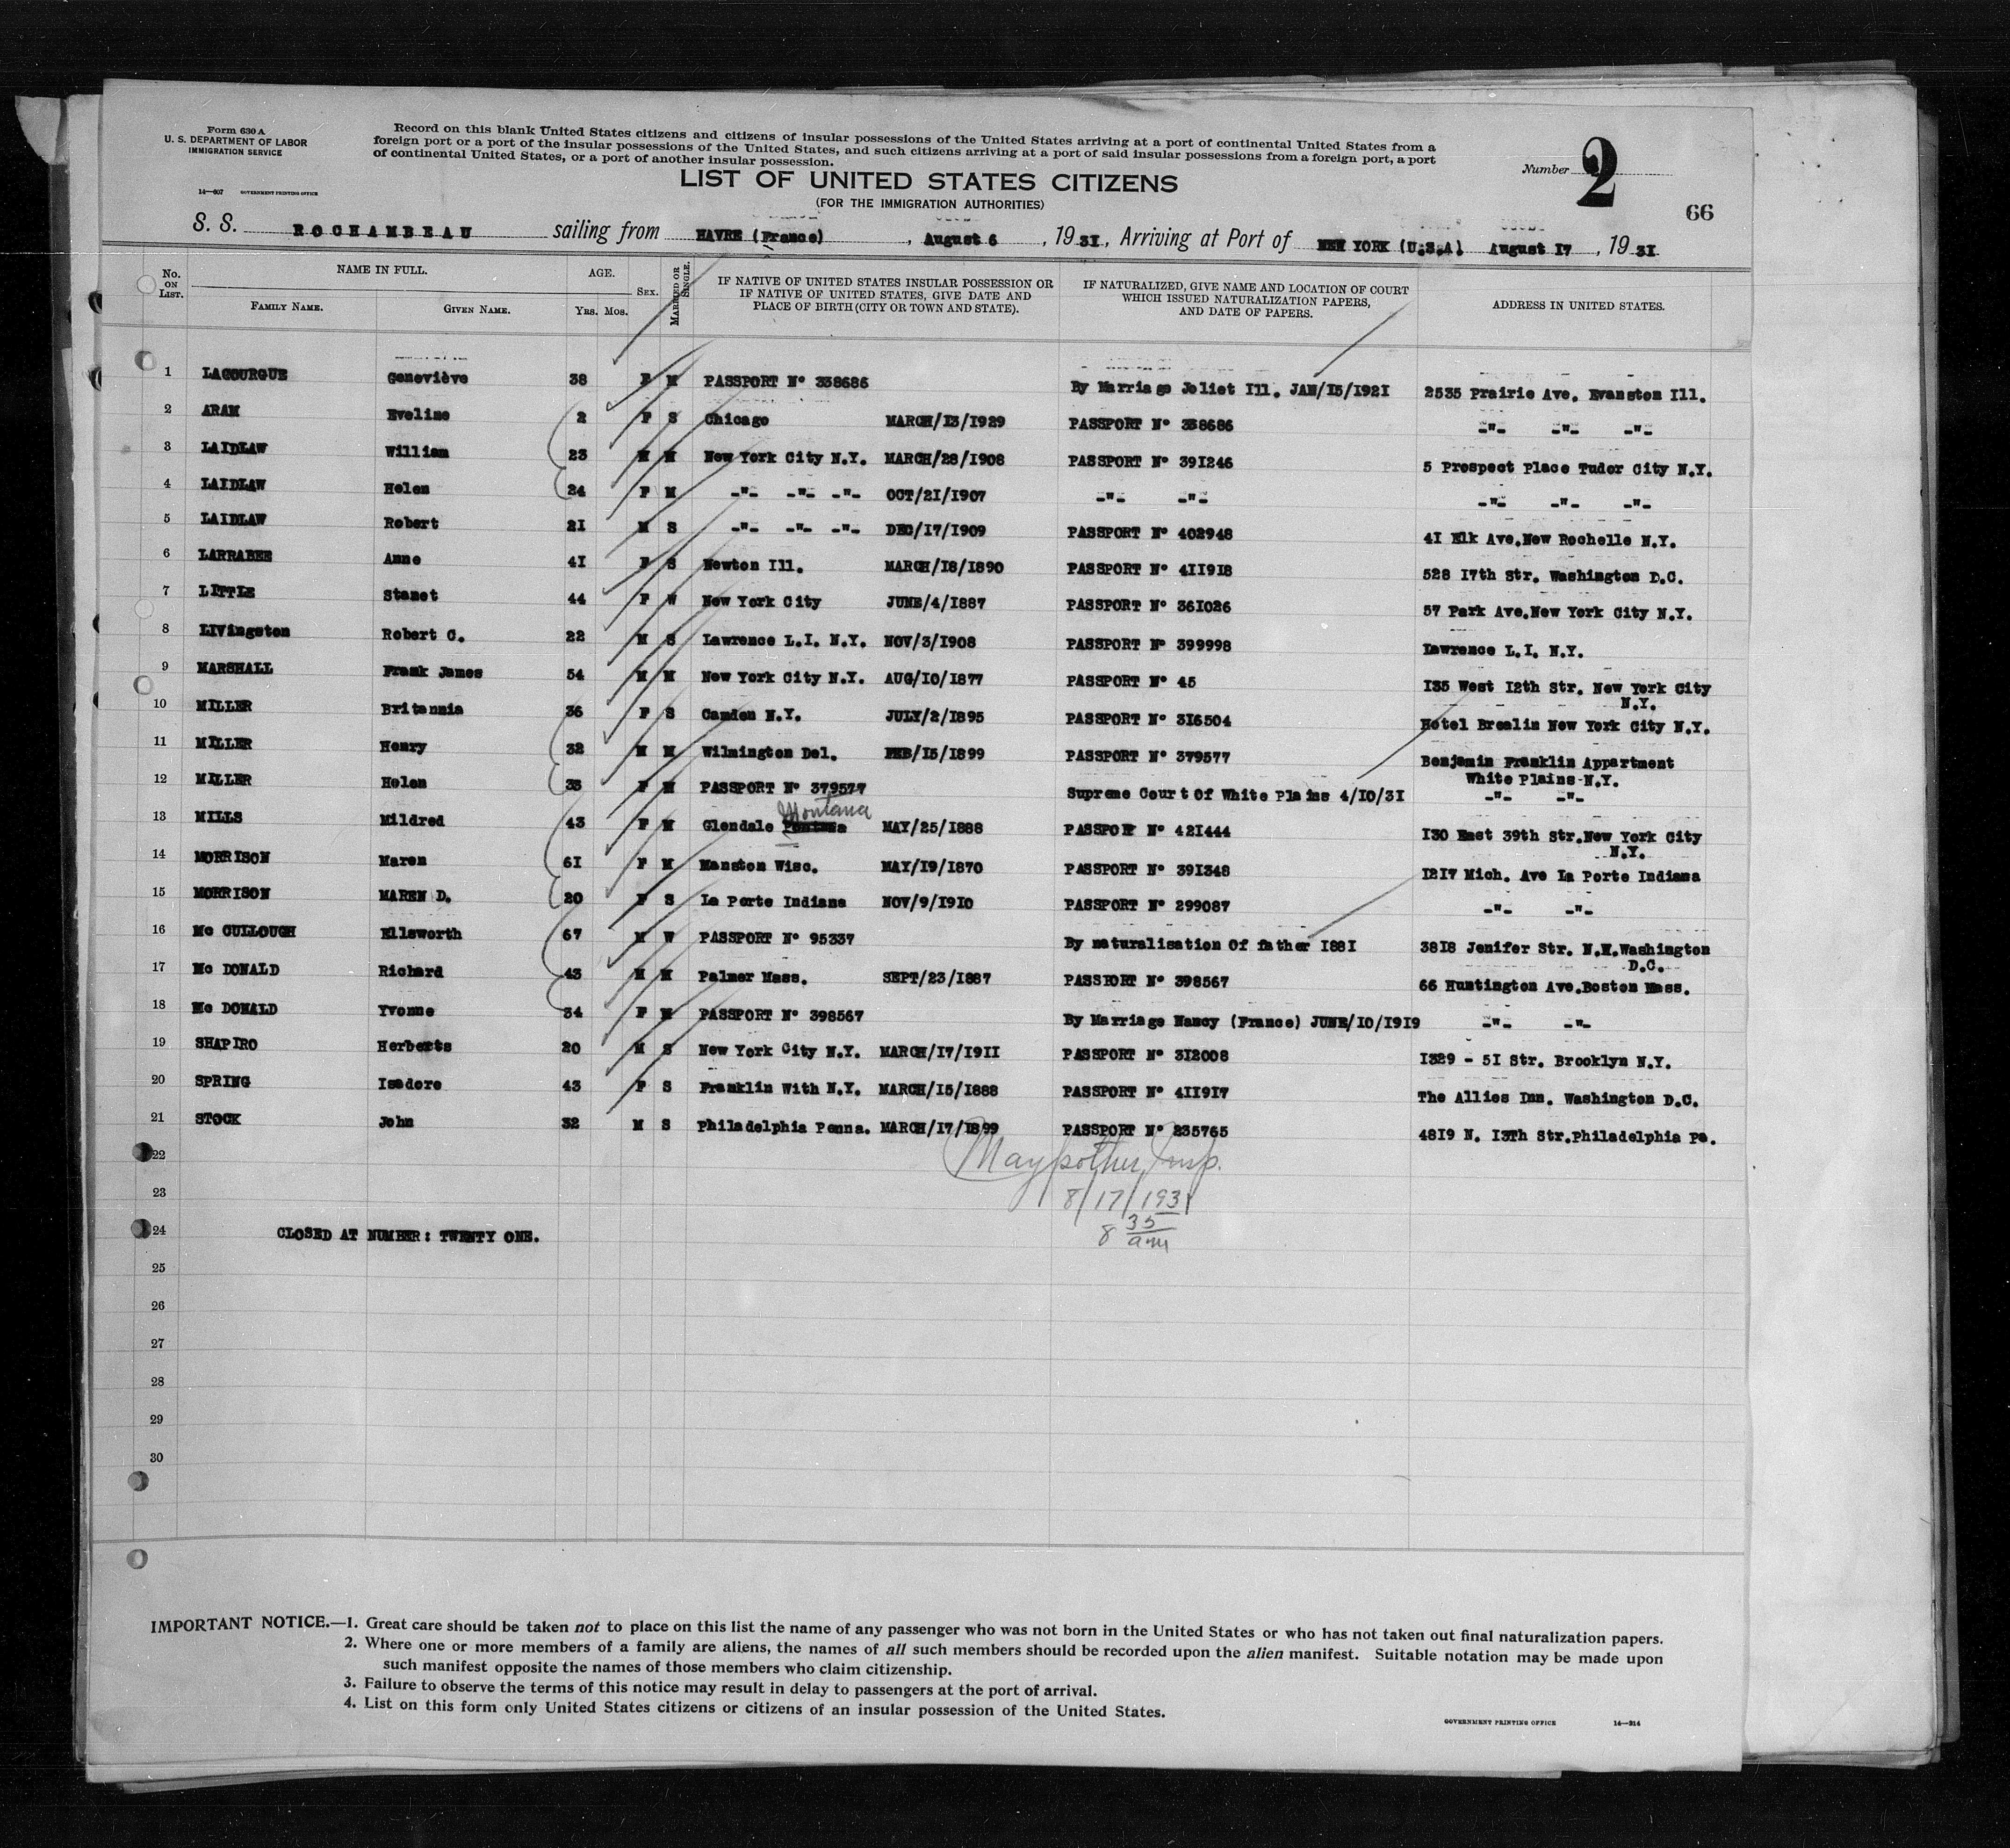 Form 630 A
U. S. DEPARTMENT OF LABOR
IMMIGRATION SERVICE
14—607 GOVERNMENT PRINTING OFFICE
Record on this blank United States citizens and citizens of insular possessions of the United States arriving at a port of continental United States from a
foreign port or a port of the insular possessions of the United States, and such citizens arriving at a port of said insular possessions from a foreign port, a port
of continental United States, or a port of another insular possession.
LIST OF UNITED STATES CITIZENS
(FOR THE IMMIGRATION AUTHORITIES)
Number 2
66
S. S. ROCHAMBEAU sailing from HAVRE (France), August 6, 1931, Arriving at Port of NEW YORK (U.S.A). August 17, 1931
No. ON LIST. NAME IN FULL. AGE. SEX. MARRIED OR SINGLE. IF NATIVE OF UNITED STATES INSULAR POSSESSION OR IF NATIVE OF UNITED STATES, GIVE DATE AND PLACE OF BIRTH (CITY OR TOWN AND STATE). IF NATURALIZED, GIVE NAME AND LOCATION OF COURT WHICH ISSUED NATURALIZATION PAPERS, AND DATE OF PAPERS. ADDRESS IN UNITED STATES.
FAMILY NAME. GIVEN NAME. YRS. MOS.
1 LACOURGUE Geneviève 38 F M PASSPORT N° 338686 By Marriage Joliet Ill. JAN/15/1921 2535 Prairie Ave. Evanston Ill.
2 ARAM Eveline 2 F S Chicago MARCH/13/1929 PASSPORT N° 338686 -"- -"- -"-
3 LAIDLAW William 23 M M New York City N.Y. MARCH/28/1908 PASSPORT N° 391246 5 Prospect Place Tudor City N.Y.
4 LAIDLAW Helen 24 F M -"- -"- -"- OCT/21/1907 -"- -"- -"- -"- -"-
5 LAIDLAW Robert 21 M S -"- -"- -"- DEC/17/1909 PASSPORT N° 402948 41 Elk Ave.New Rochelle N.Y.
6 LARRABEE Anne 41 F S Newton Ill. MARCH/18/1890 PASSPORT N° 411918 528 17th Str. Washington D.C.
7 LITTLE Stanet 44 F W New York City JUNE/4/1887 PASSPORT N° 361026 57 Park Ave.New York City N.Y.
8 LIVingston Robert C. 22 M S Lawrence L.I. N.Y. NOV/3/1908 PASSPORT N° 399998 Lawrence L.I. N.Y.
9 MARSHALL Frank James 54 M M New York City N.Y. AUG/10/1877 PASSPORT N° 45 135 West 12th Str. New York City
N.Y.
10 MILLER Britannia 36 F S Camden N.Y. JULY/2/1895 PASSPORT N° 316504 Hotel Breslin New York City N.Y.
11 MILLER Henry 32 M M Wilmington Del. FEB/15/1899 PASSPORT N° 379577 Benjamin Franklin Appartment
White Plains N.Y.
12 MILLER Helen 33 F M PASSPORT N° 379577 Supreme Court Of White Plains 4/10/31 -"- -"-
Montana
13 MILLS Mildred 43 F M Glendale MAY/25/1888 PASSPORT N° 421444 130 East 39th Str.New York City
N.Y.
14 MORRISON Maren 61 F M Manston Wisc. MAY/19/1870 PASSPORT N° 391348 1217 Mich. Ave La Porte Indiana
15 MORRISON MAREN D. 20 F S La Porte Indiana NOV/9/1910 PASSPORT N° 299087 -"- -"-
16 Mc CULLOUGH Ellsworth 67 M W PASSPORT N° 95337 By naturalisation Of father 1881 3818 Jenifer Str. N.W.Washington
D.C.
17 Mc DONALD Richard 43 M M Palmer Mass. SEPT/23/1887 PASSPORT N° 398567 66 Huntington Ave.Boston Mass.
18 Mc DONALD Yvonne 34 F M PASSPORT N° 398567 By Marriage Nancy (France) JUNE/10/1919 -"- -"-
19 SHAPIRO Herberts 20 M S New York City N.Y. MARCH/17/1911 PASSPORT N° 312008 1329 - 51 Str. Brooklyn N.Y.
20 SPRING Isadore 43 F S Franklin With N.Y. MARCH/15/1888 PASSPORT N° 411917 The Allies Inn. Washington D.C.
21 STOCK John 32 M S Philadelphia Penna. MARCH/17/1899 PASSPORT N° 235765 4819 N. 13Th Str.Philadelphia Pa.
22 Insp.
23 8/17/1931
24 CLOSED AT NUMBER: TWENTY ONE. 8 35 am
25
26
27
28
29
30
IMPORTANT NOTICE.—1. Great care should be taken not to place on this list the name of any passenger who was not born in the United States or who has not taken out final naturalization papers.
2. Where one or more members of a family are aliens, the names of all such members should be recorded upon the alien manifest. Suitable notation may be made upon
such manifest opposite the names of those members who claim citizenship.
3. Failure to observe the terms of this notice may result in delay to passengers at the port of arrival.
4. List on this form only United States citizens or citizens of an insular possession of the United States.
GOVERNMENT PRINTING OFFICE 14—314